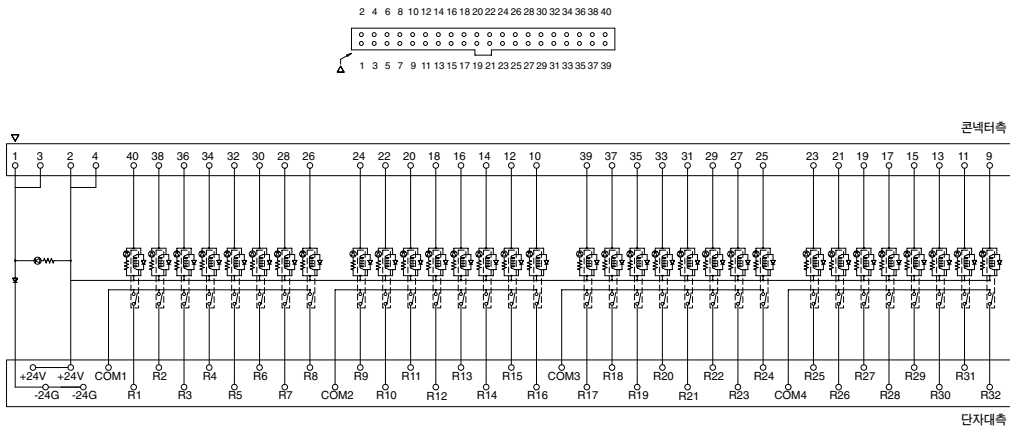 2 4 6 8 10 12 14 16 18 20 22 24 26 28 30 32 34 36 38 40
1 3 5 7 9 11 13 15 17 19 21 23 25 27 29 31 33 35 37 39
콘넥터측
1 3 2 4 40 38 36 34 32 30 28 26 24 22 20 18 16 14 12 10 39 37 35 33 31 29 27 25 23 21 19 17 15 13 11 9
+24V +24V COM1 R2 R4 R6 R8 R9 R11 R13 R15 COM3 R18 R20 R22 R24 R25 R27 R29 R31
-24G -24G R1 R3 R5 R7 COM2 R10 R12 R14 R16 R17 R19 R21 R23 COM4 R26 R28 R30 R32
단자대측